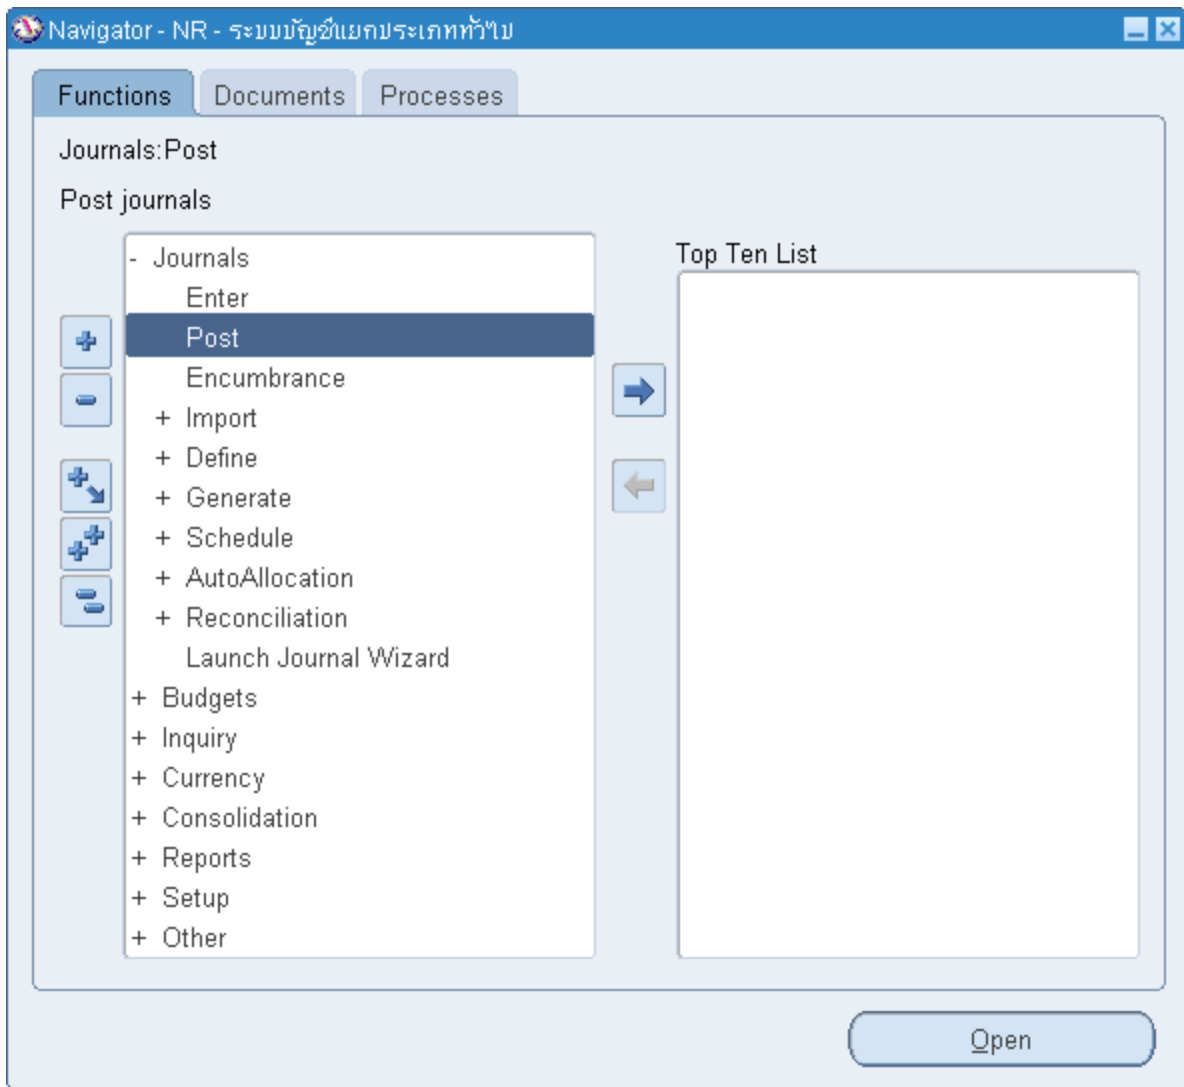 Navigator - NR - ระบบบัญชีแยกประเภททั่วไป
Functions Documents Processes
Journals:Post
Post journals
- Journals
Enter
Post
Encumbrance
+ Import
+ Define
+ Generate
+ Schedule
+ AutoAllocation
+ Reconciliation
Launch Journal Wizard
+ Budgets
+ Inquiry
+ Currency
+ Consolidation
+ Reports
+ Setup
+ Other
Top Ten List
Open